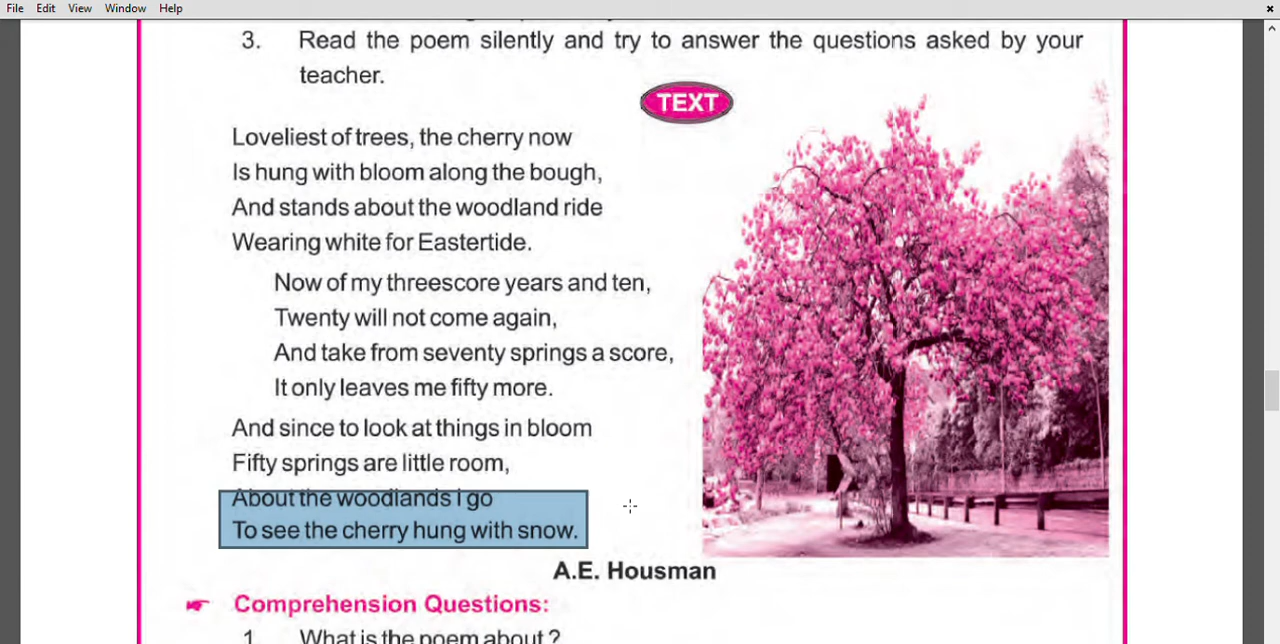 File Edit View Window Help
3. Read the poem silently and try to answer the questions asked by your
teacher.
TEXT
Loveliest of trees, the cherry now
Is hung with bloom along the bough,
And stands about the woodland ride
Wearing white for Eastertide.
Now of my threescore years and ten,
Twenty will not come again,
And take from seventy springs a score,
It only leaves me fifty more.
And since to look at things in bloom
Fifty springs are little room,
About the woodlands I go
To see the cherry hung with snow.
A.E. Housman
Comprehension Questions:
1. What is the poem about ?